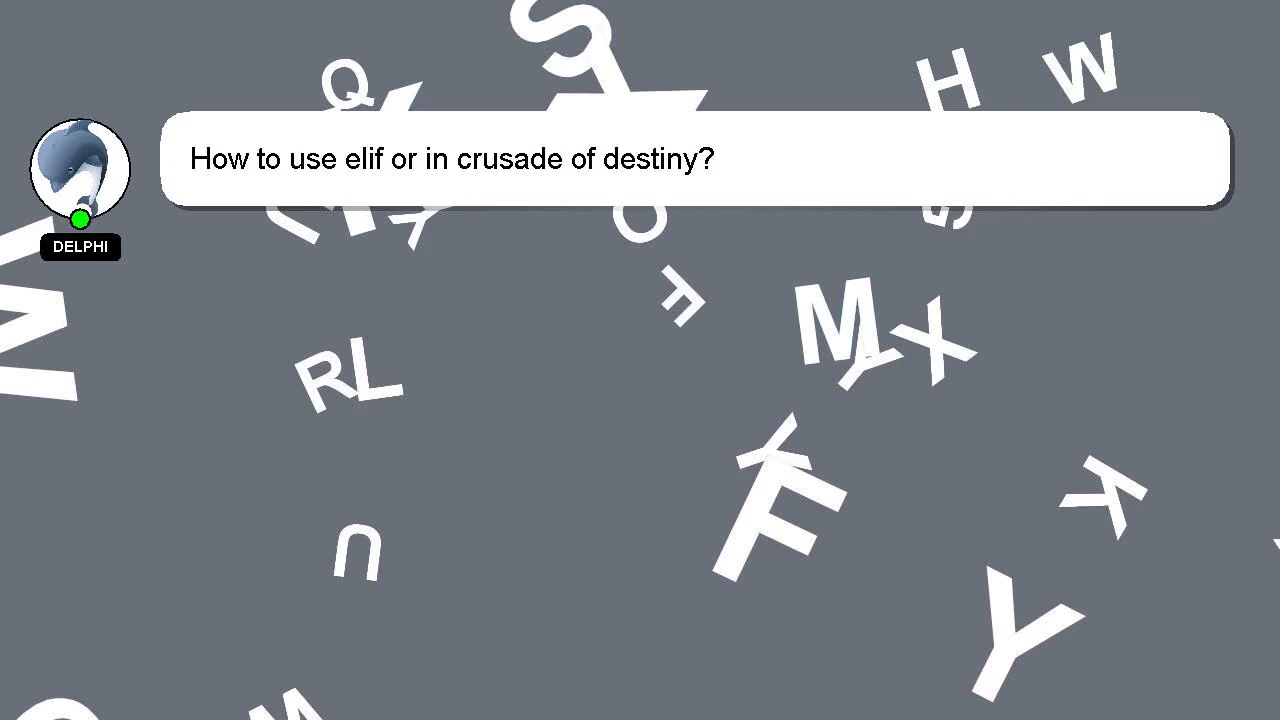 How to use elif or in crusade of destiny?
DELPHI
S
Q
H
W
M
R
L
F
M
X
Y
K
F
K
U
Y
M